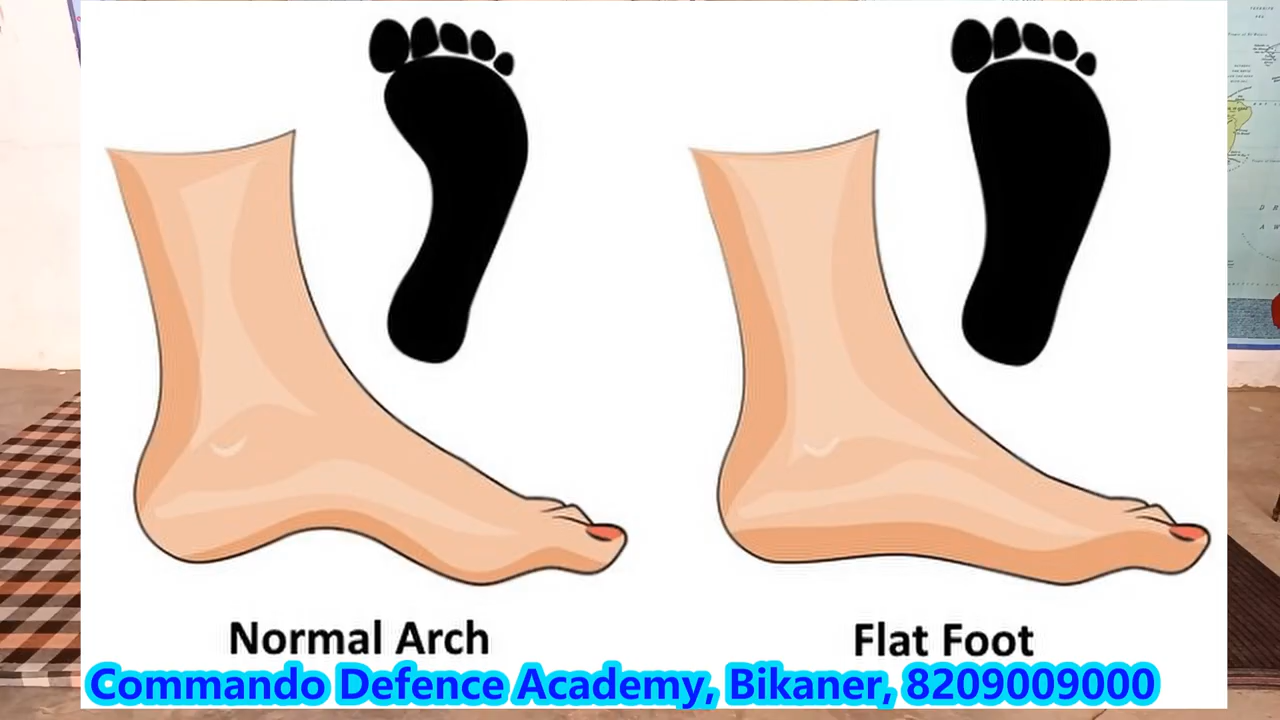 Normal Arch
Flat Foot
Commando Defence Academy, Bikaner, 8209009000